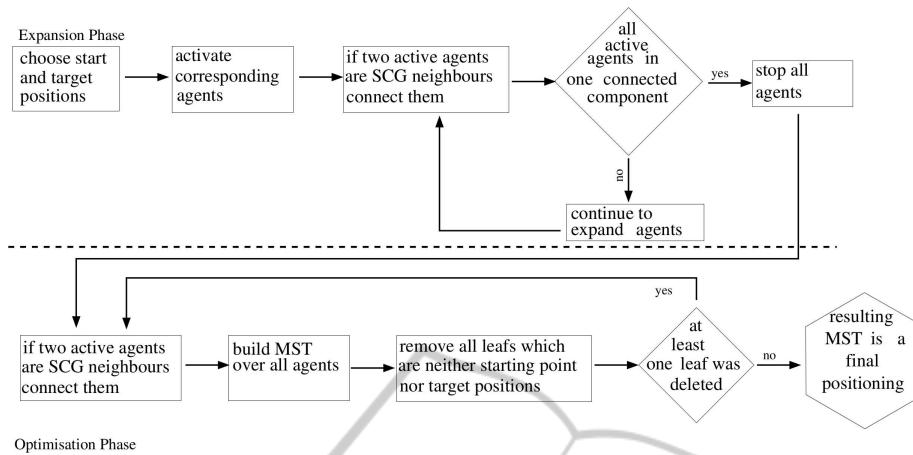 Expansion Phase
choose start
and target
positions
activate
corresponding
agents
if two active agents
are SCG neighbours
connect them
all
active
agents in
one connected
component
yes
stop all
agents
no
continue to
expand agents
if two active agents
are SCG neighbours
connect them
build MST
over all agents
remove all leafs which
are neither starting point
nor target positions
yes
at
least
one leaf was
deleted
no
resulting
MST is a
final
positioning
Optimisation Phase